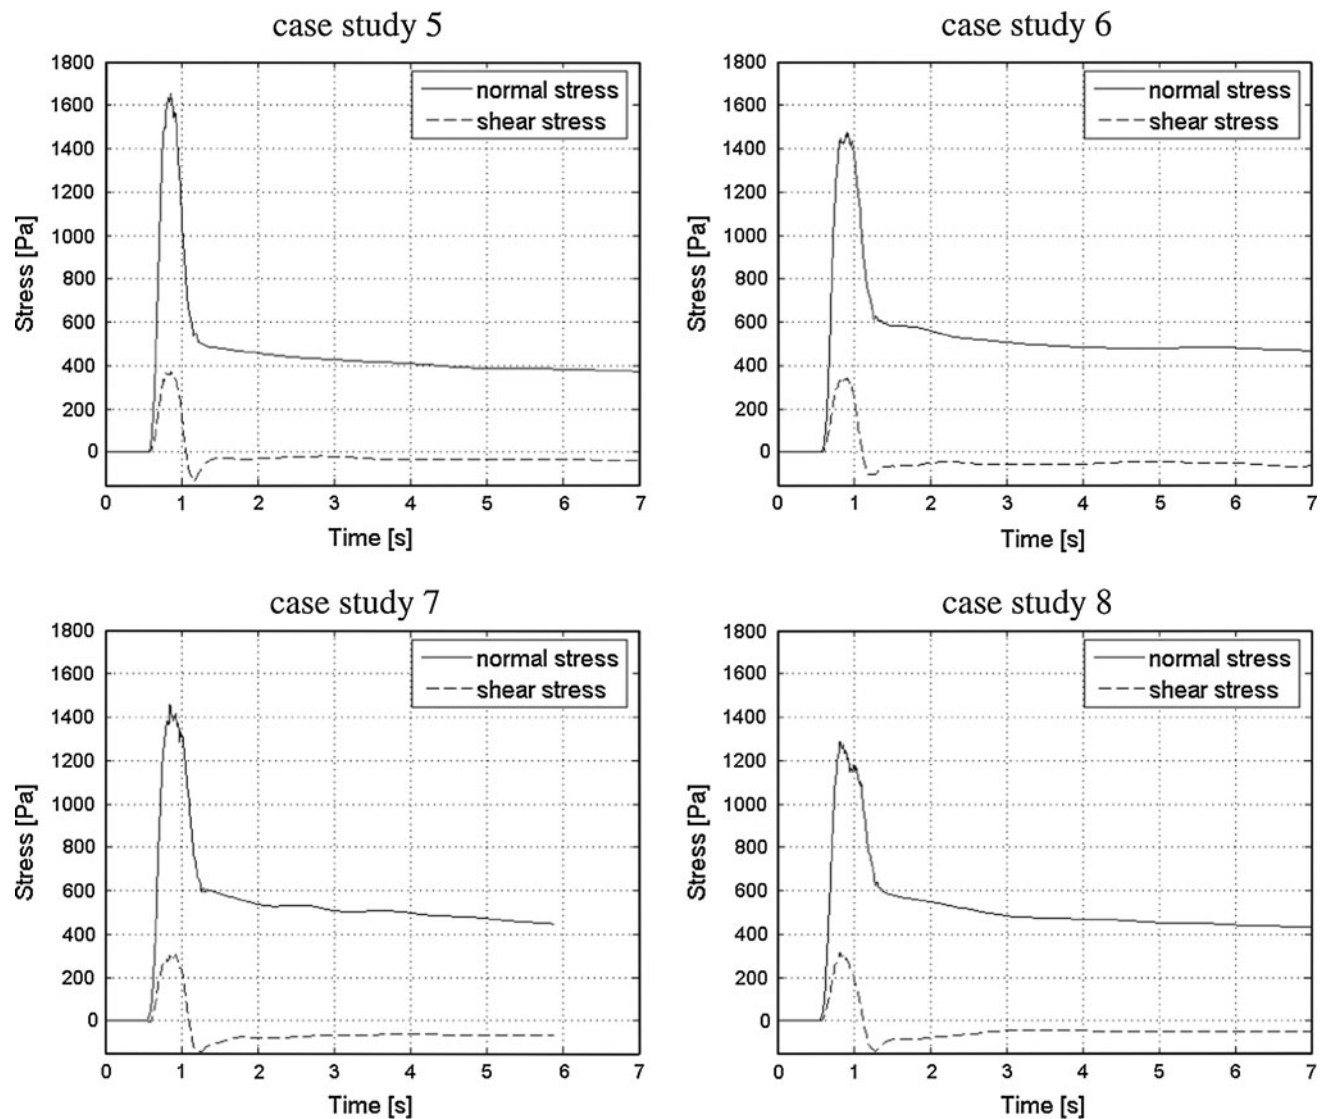 case study 5
1800
1600
1400
1200
1000
800
600
400
200
0
Stress [Pa]
normal stress
shear stress
0 1 2 3 4 5 6 7
Time [s]
case study 6
1800
1600
1400
1200
1000
800
600
400
200
0
Stress [Pa]
normal stress
shear stress
0 1 2 3 4 5 6 7
Time [s]
case study 7
1800
1600
1400
1200
1000
800
600
400
200
0
Stress [Pa]
normal stress
shear stress
0 1 2 3 4 5 6 7
Time [s]
case study 8
1800
1600
1400
1200
1000
800
600
400
200
0
Stress [Pa]
normal stress
shear stress
0 1 2 3 4 5 6 7
Time [s]